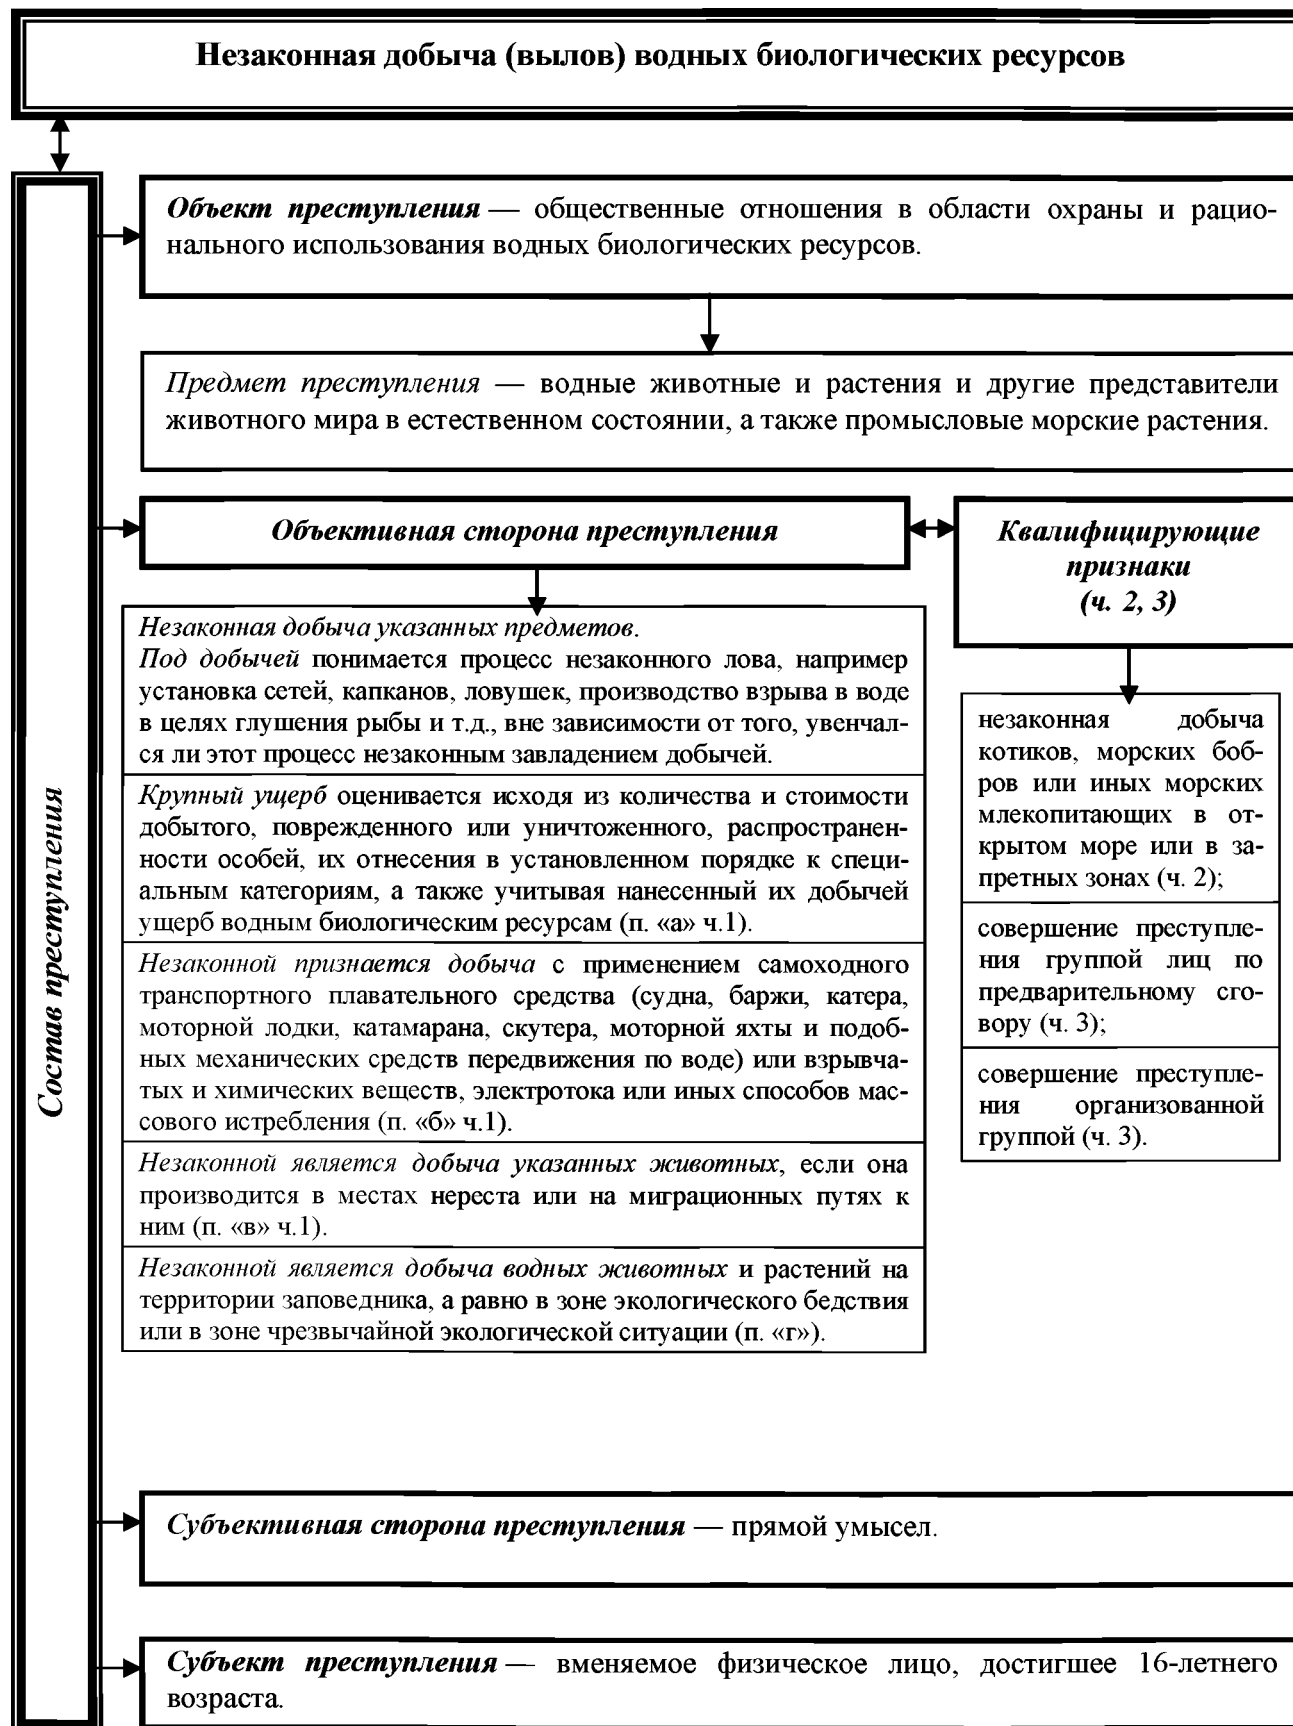 Незаконная добыча (вылов) водных биологических ресурсов
Состав преступления
Объект преступления — общественные отношения в области охраны и рацио-
нального использования водных биологических ресурсов.
Предмет преступления — водные животные и растения и другие представители
животного мира в естественном состоянии, а также промысловые морские растения.
Объективная сторона преступления
Незаконная добыча указанных предметов.
Под добычей понимается процесс незаконного лова, например
установка сетей, капканов, ловушек, производство взрыва в воде
в целях глушения рыбы и т.д., вне зависимости от того, увенчал-
ся ли этот процесс незаконным завладением добычей.
Крупный ущерб оценивается исходя из количества и стоимости
добытого, поврежденного или уничтоженного, распространен-
ности особей, их отнесения в установленном порядке к специ-
альным категориям, а также учитывая нанесенный их добычей
ущерб водным биологическим ресурсам (п. «а» ч.1).
Незаконной признается добыча с применением самоходного
транспортного плавательного средства (судна, баржи, катера,
моторной лодки, катамарана, скутера, моторной яхты и подоб-
ных механических средств передвижения по воде) или взрывча-
тых и химических веществ, электротока или иных способов мас-
сового истребления (п. «б» ч.1).
Незаконной является добыча указанных животных, если она
производится в местах нереста или на миграционных путях к
ним (п. «в» ч.1).
Незаконной является добыча водных животных и растений на
территории заповедника, а равно в зоне экологического бедствия
или в зоне чрезвычайной экологической ситуации (п. «г»).
Квалифицирующие
признаки
(ч. 2, 3)
незаконная добыча
котиков, морских боб-
ров или иных морских
млекопитающих в от-
крытом море или в за-
претных зонах (ч. 2);
совершение преступле-
ния группой лиц по
предварительному сго-
вору (ч. 3);
совершение преступле-
ния организованной
группой (ч. 3).
Субъективная сторона преступления — прямой умысел.
Субъект преступления — вменяемое физическое лицо, достигшее 16-летнего
возраста.